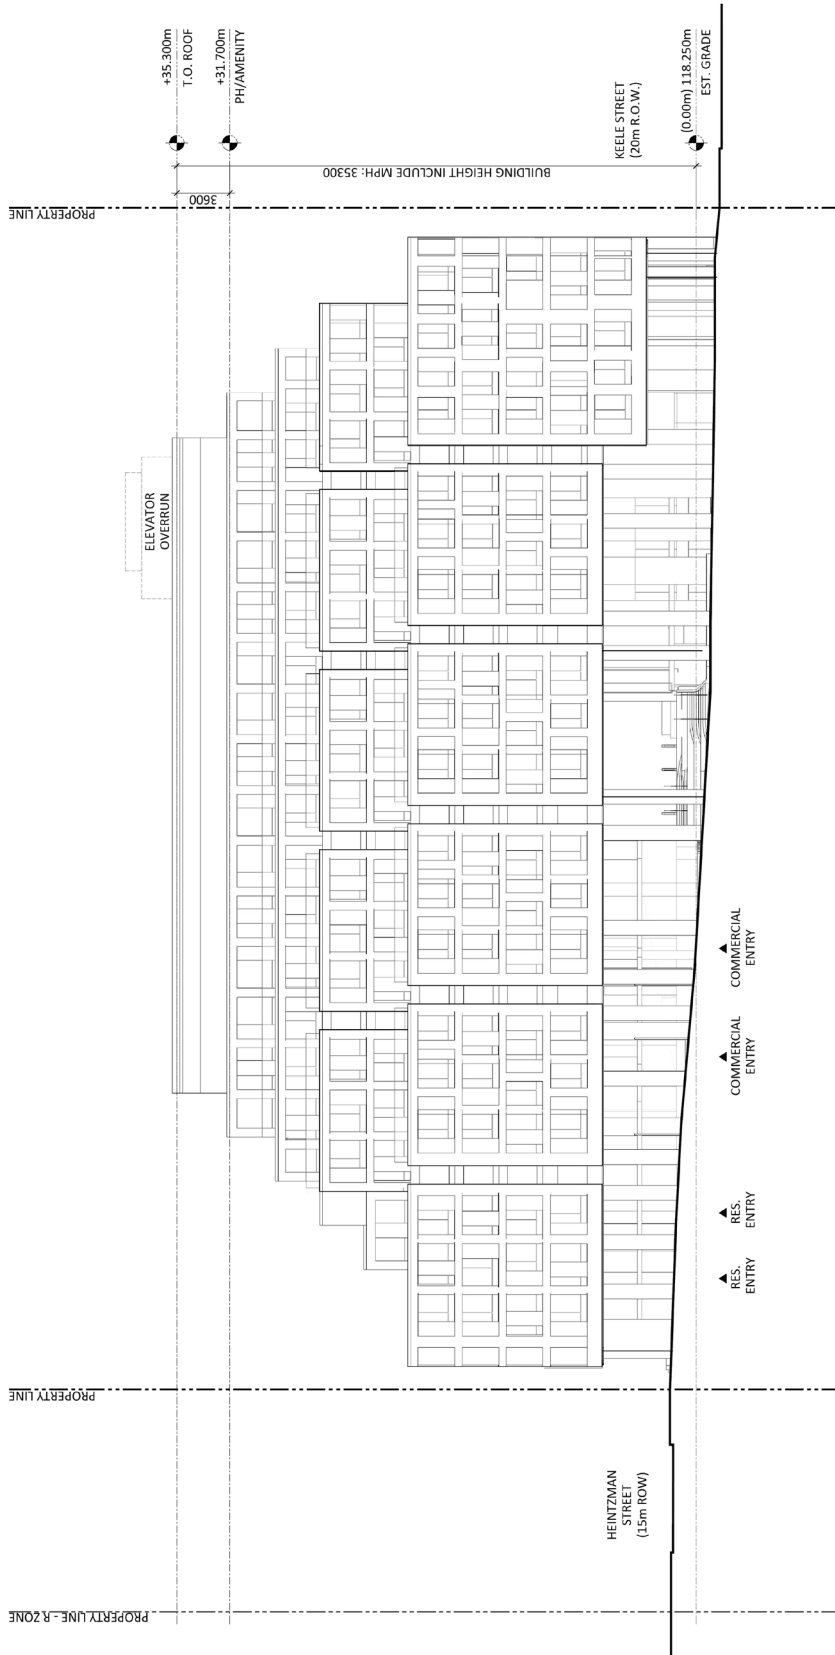 +35.300m
T.O. ROOF
+31.700m
PH/AMENITY
(0.00m) 118.250m
EST. GRADE
KEELE STREET
(20m R.O.W.)
BUILDING HEIGHT INCLUDE MPH: 35300
3600
PROPERTY LINE
ELEVATOR
OVERRUN
COMMERCIAL
ENTRY
COMMERCIAL
ENTRY
RES.
ENTRY
RES.
ENTRY
PROPERTY LINE
HEINTZMAN
STREET
(15m ROW)
PROPERTY LINE - R ZONE